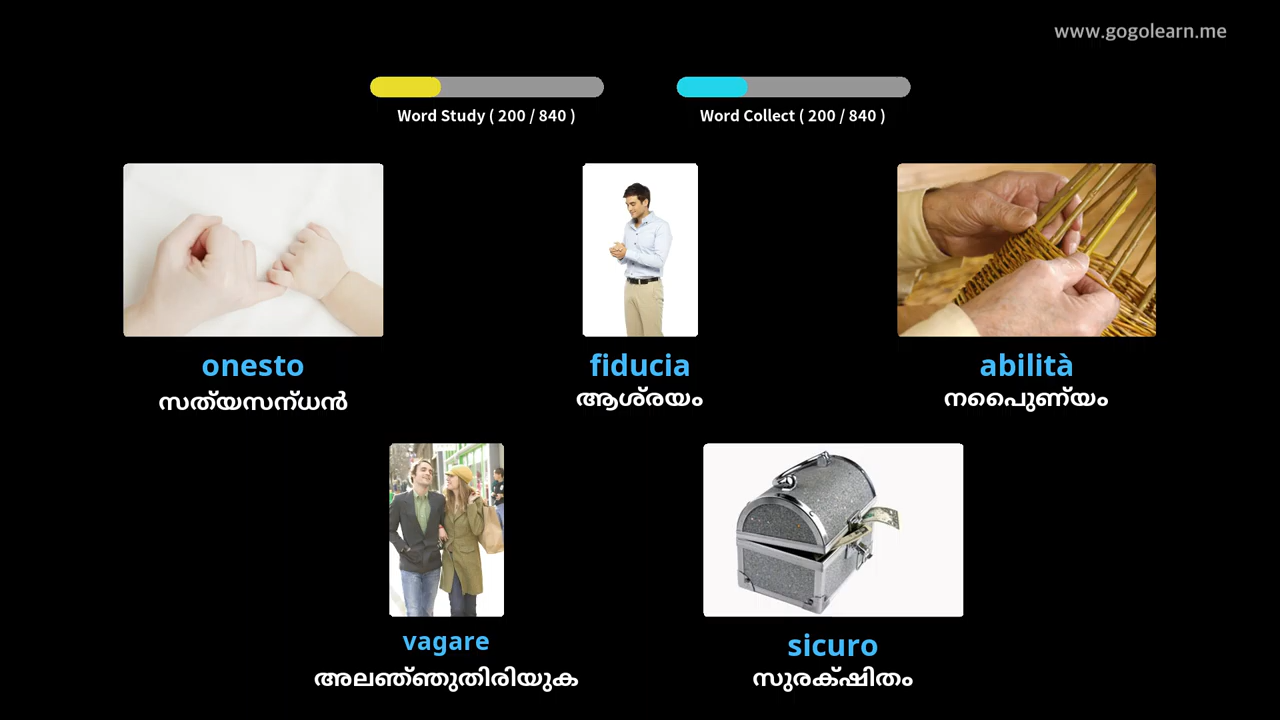 www.gogolearn.me
Word Study ( 200 / 840 )
Word Collect ( 200 / 840 )
onesto
സത്യസന്ധൻ
fiducia
ആശ്രയം
abilità
നൈപുണ്യം
vagare
അലഞ്ഞുതിരിയുക
sicuro
സുരക്ഷിതം